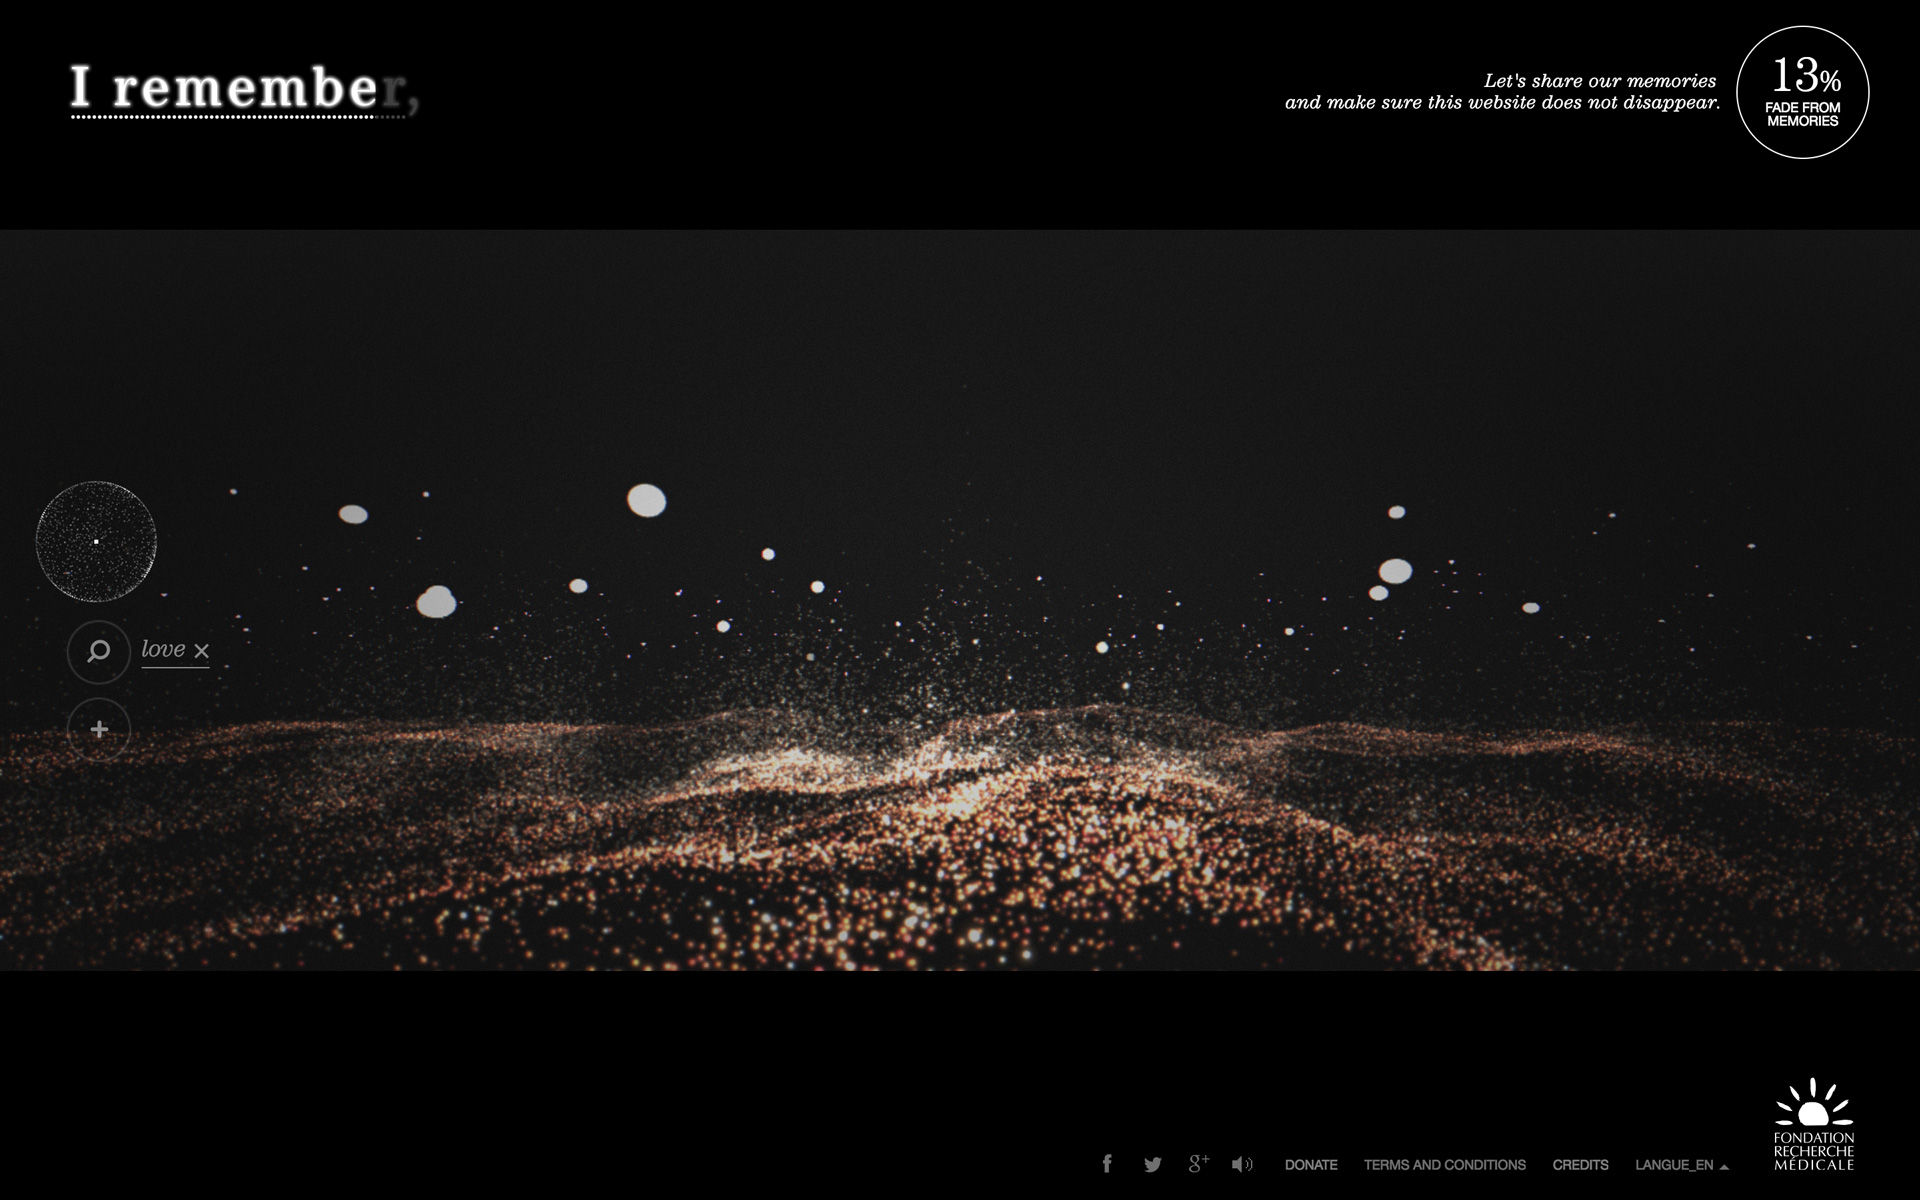 I remember,
Let's share our memories
and make sure this website does not disappear.
13%
FADE FROM
MEMORIES
love
DONATE
TERMS AND CONDITIONS
CREDITS
LANGUE_EN
FONDATION
RECHERCHE
MÉDICALE